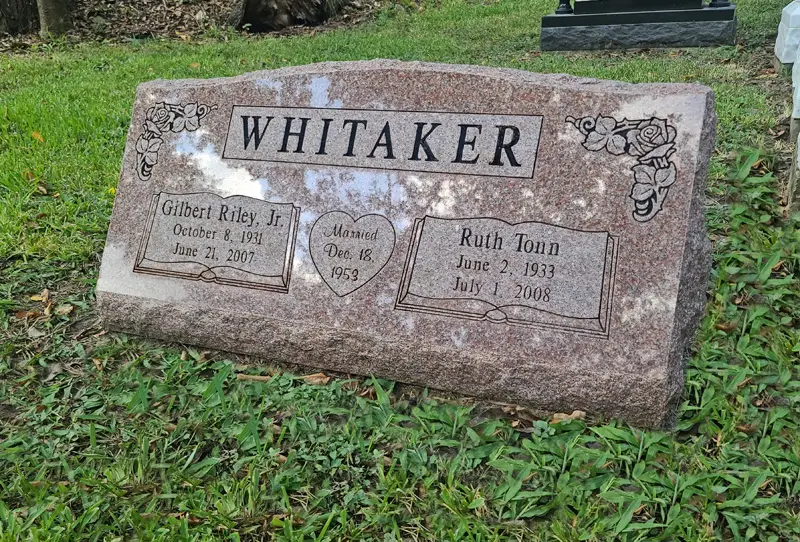 WHITAKER
Gilbert Riley, Jr.
October 8, 1931
June 21, 2007
Married
Dec. 18,
1953
Ruth Tonn
June 2, 1933
July 1, 2008